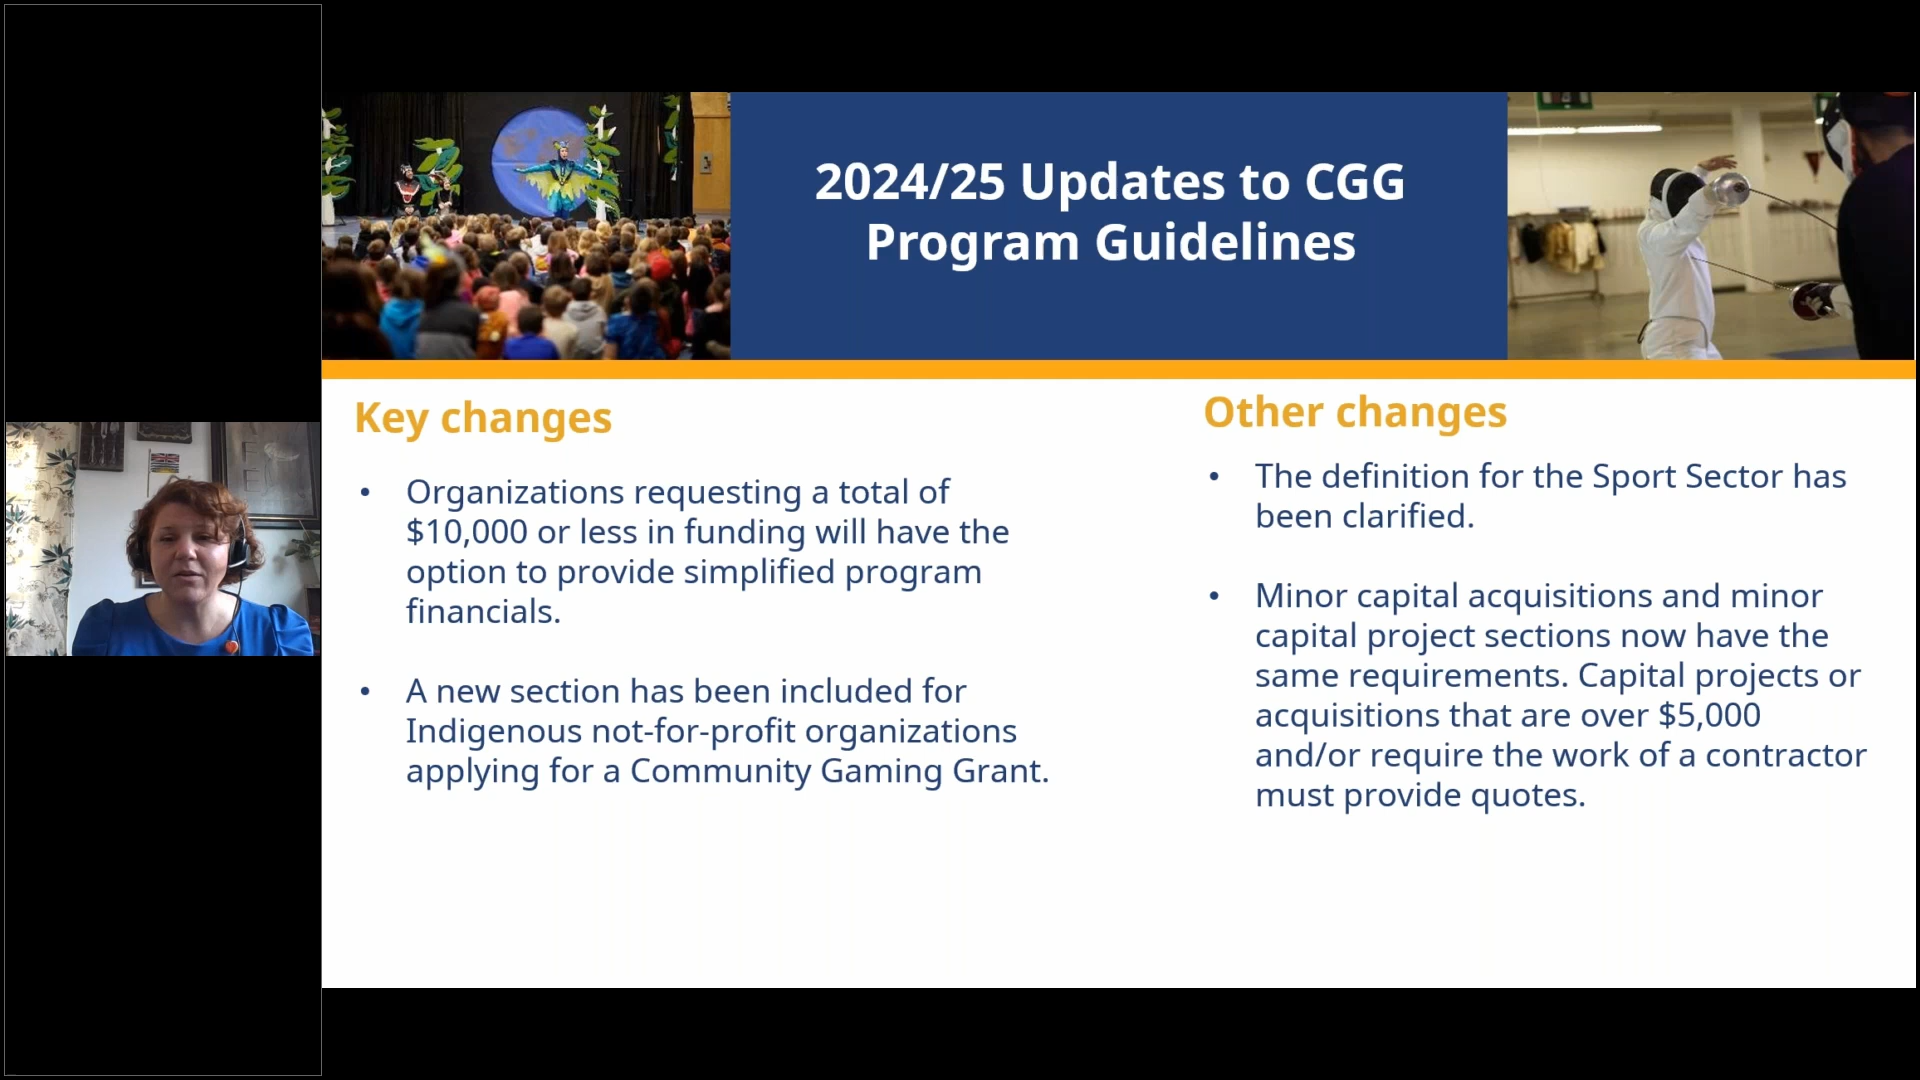 2024/25 Updates to CGG
Program Guidelines
Key changes
• Organizations requesting a total of
$10,000 or less in funding will have the
option to provide simplified program
financials.
• A new section has been included for
Indigenous not-for-profit organizations
applying for a Community Gaming Grant.
Other changes
• The definition for the Sport Sector has
been clarified.
• Minor capital acquisitions and minor
capital project sections now have the
same requirements. Capital projects or
acquisitions that are over $5,000
and/or require the work of a contractor
must provide quotes.